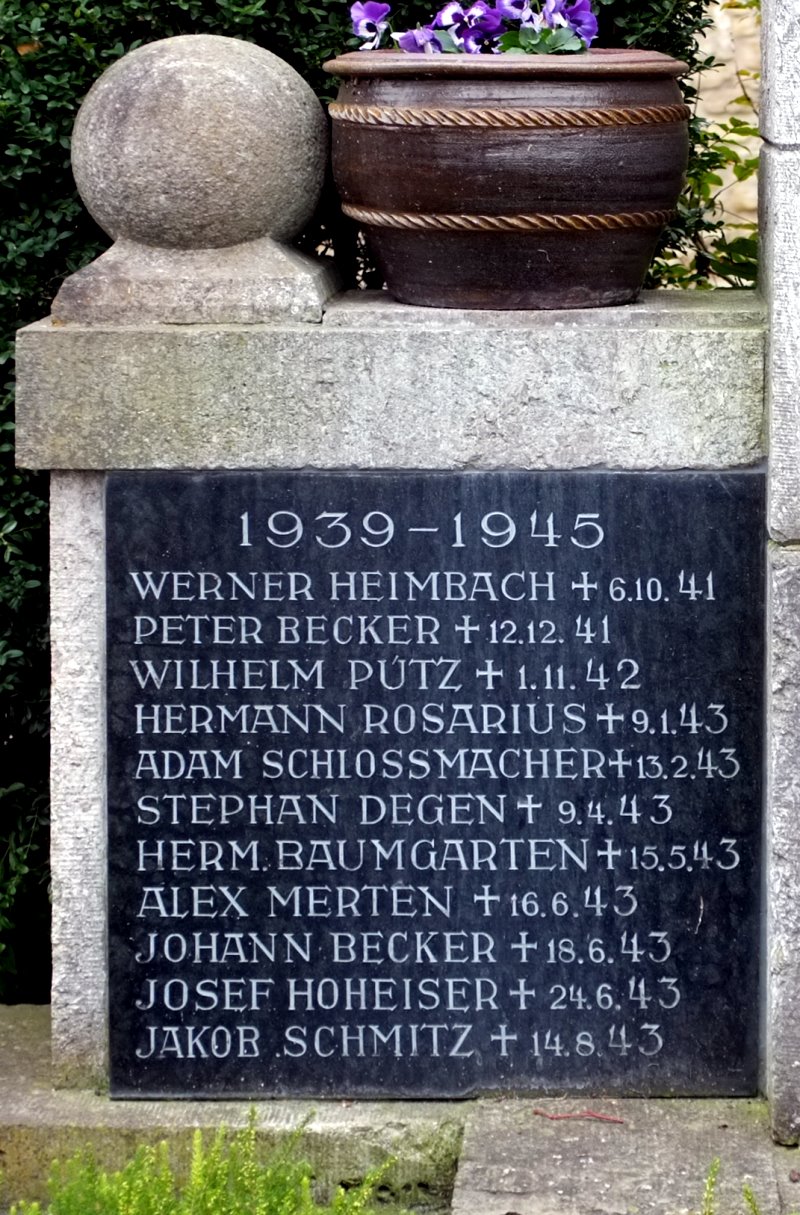 1939–1945
WERNER HEIMBACH + 6.10. 41
PETER BECKER + 12.12. 41
WILHELM PÜTZ + 1.11. 42
HERMANN ROSARIUS + 9.1.43
ADAM SCHLOSSMACHER + 13.2.43
STEPHAN DEGEN + 9.4.43
HERM. BAUMGARTEN + 15.5.43
ALEX MERTEN + 16.6.43
JOHANN BECKER + 18.6.43
JOSEF HOHEISER + 24.6.43
JAKOB SCHMITZ + 14.8.43